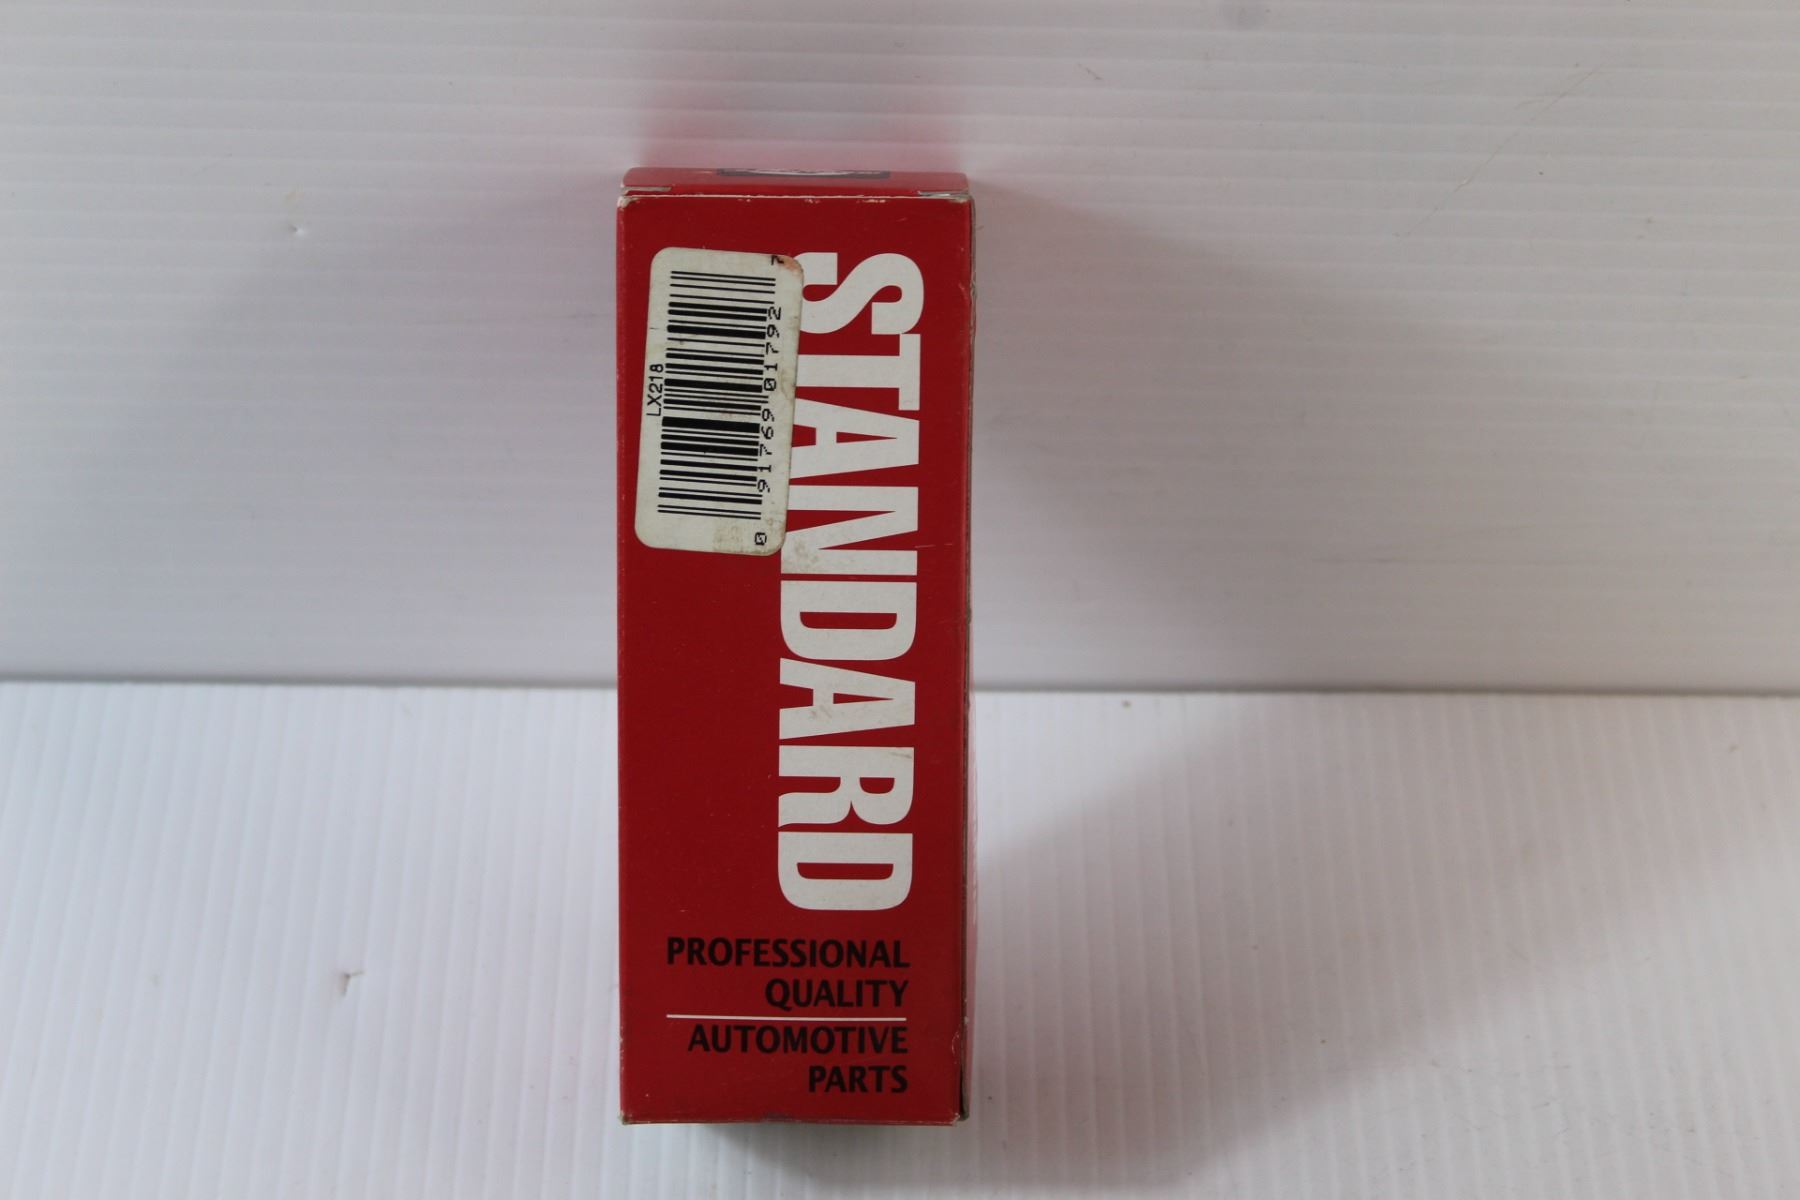 LX218
0 91769 01792 7
STANDARD
PROFESSIONAL
QUALITY
AUTOMOTIVE
PARTS